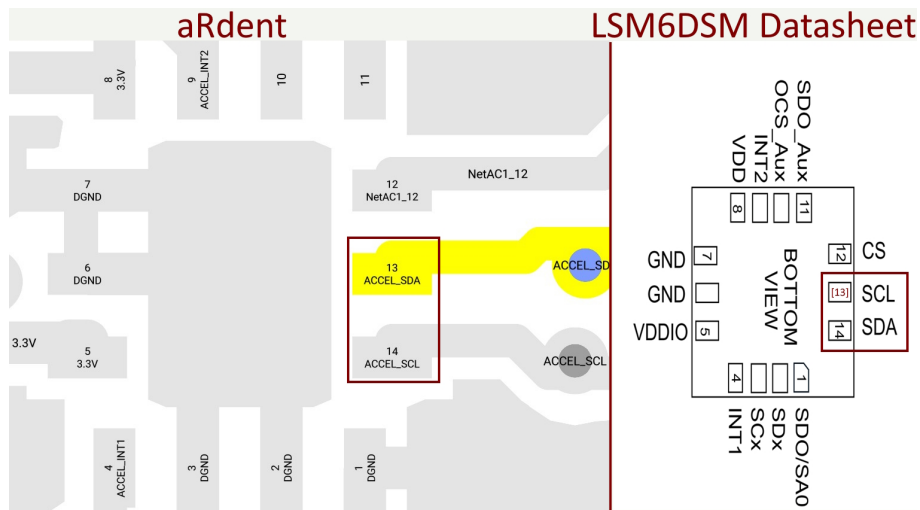 aRdent
LSM6DSM Datasheet
8
3.3V
9
ACCEL_INT2
10
11
7
DGND
12
NetAC1_12
NetAC1_12
6
DGND
13
ACCEL_SDA
ACCEL_SD
3.3V
5
3.3V
14
ACCEL_SCL
ACCEL_SCL
4
ACCEL_INT1
3
DGND
2
DGND
1
DGND
VDD
INT2
OCS_Aux
SDO_Aux
8
11
GND
7
12
CS
GND
[13]
SCL
VDDIO
5
14
SDA
BOTTOM
VIEW
4
1
INT1
SCx
SDx
SDO/SA0